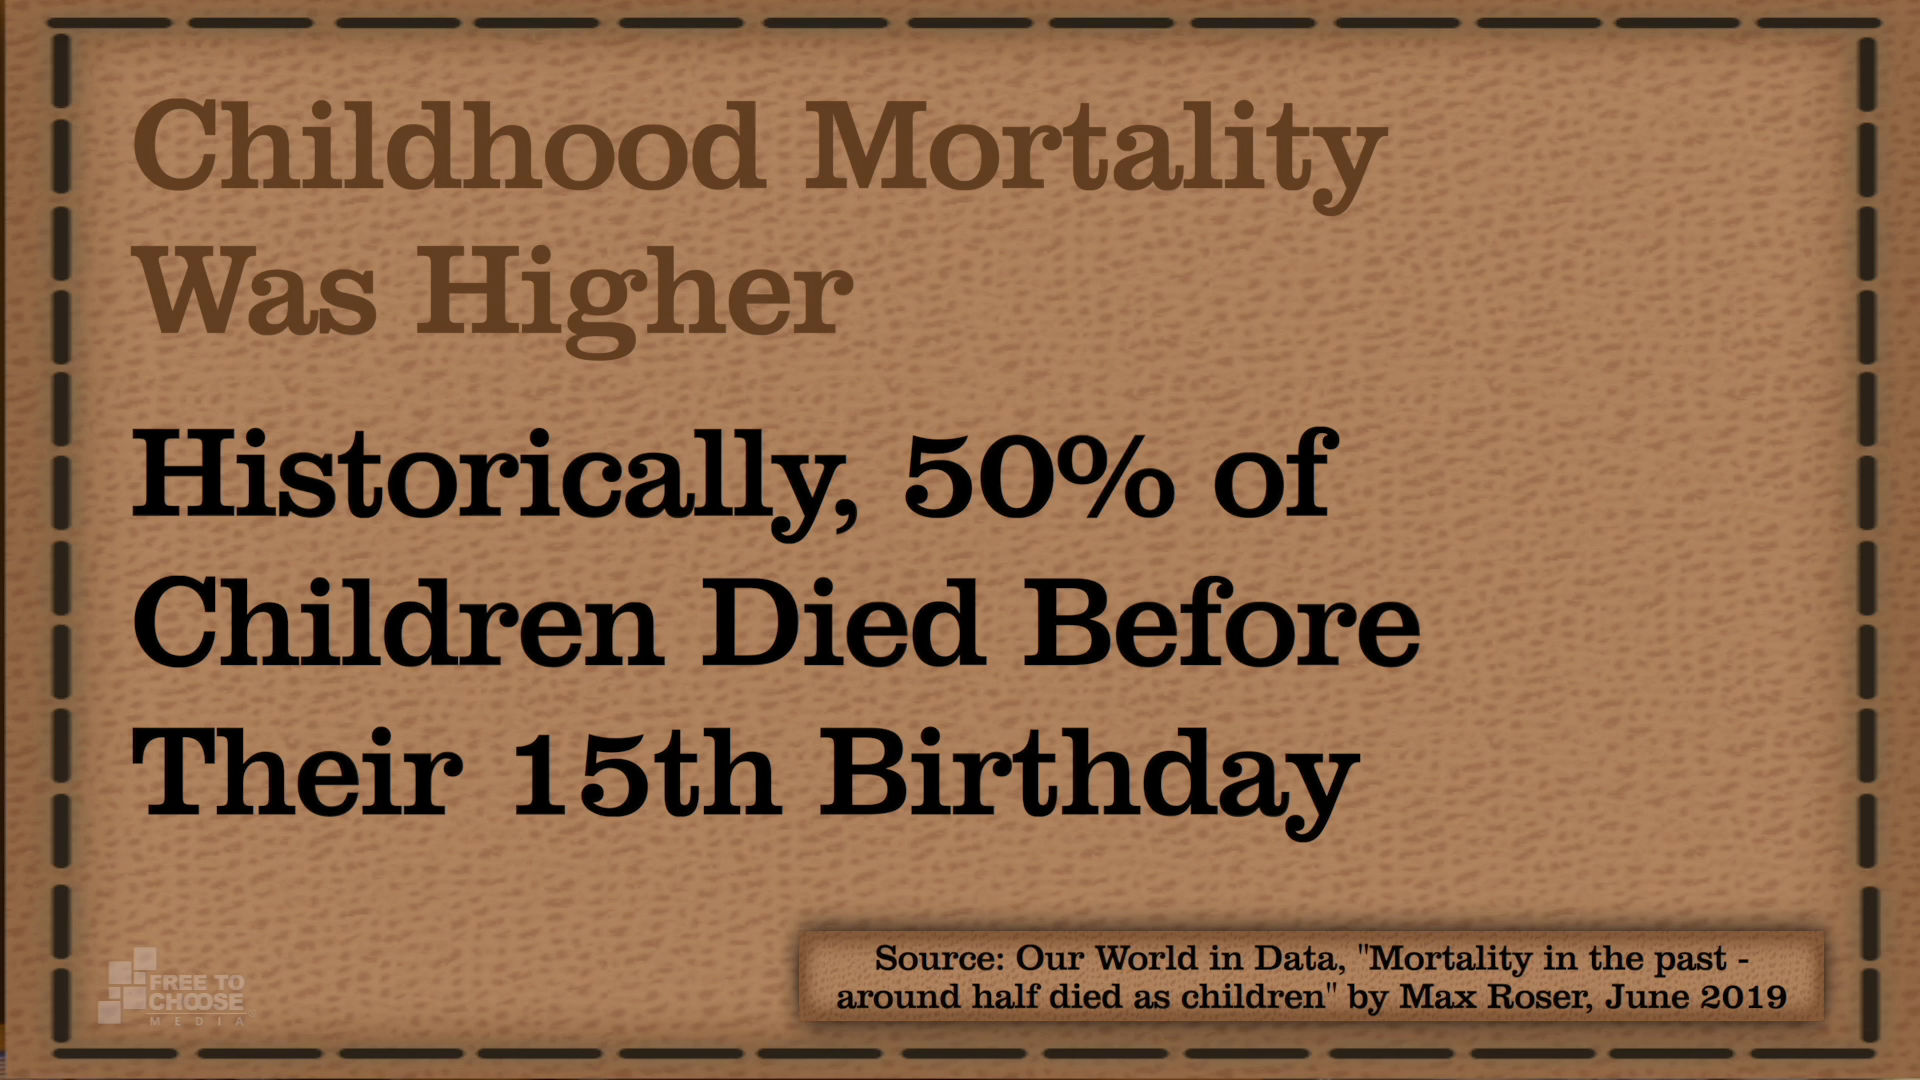 Childhood Mortality
Was Higher
Historically, 50% of
Children Died Before
Their 15th Birthday
Source: Our World in Data, "Mortality in the past -
around half died as children" by Max Roser, June 2019
FREE TO
CHOOSE
MEDIA